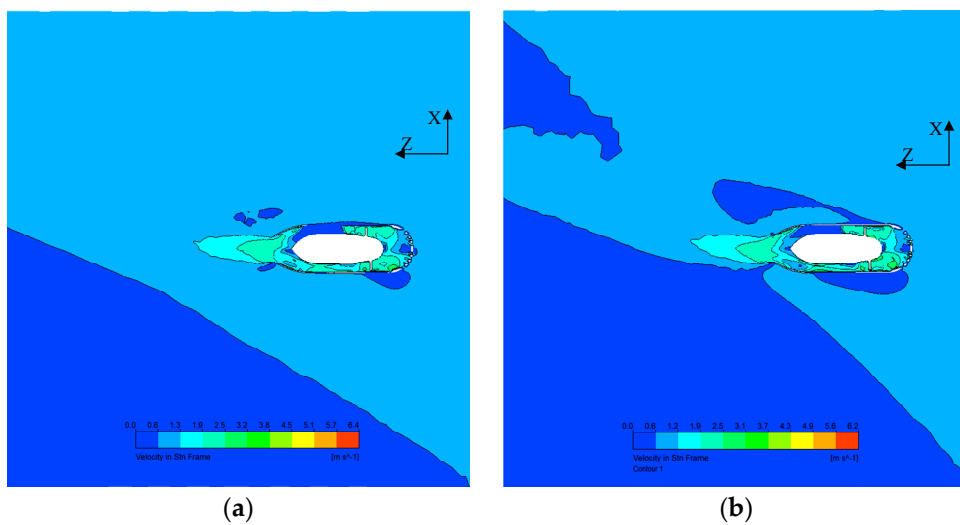 X
Z
0.0 0.6 1.3 1.9 2.5 3.2 3.8 4.5 5.1 5.7 6.4
Velocity in Stn Frame [m s^-1]
(a)
X
Z
0.0 0.6 1.2 1.9 2.5 3.1 3.7 4.3 4.9 5.6 6.2
Velocity in Stn Frame [m s^-1]
Contour 1
(b)